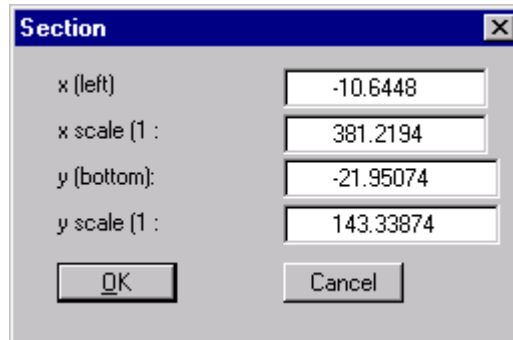 Section
x (left) -10.6448
x scale (1 : 381.2194
y (bottom): -21.95074
y scale (1 : 143.33874
OK Cancel